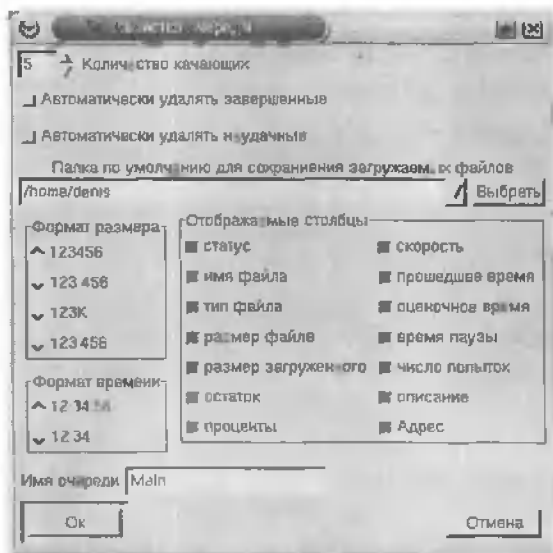 5 Количество качающих
Автоматически удалять завершенные
Автоматически удалять неудачные
Папка по умолчанию для сохранения загружаемых файлов
/home/denis
Выбрать
Формат размера
123456
123 456
123K
123 456
Формат времени
12 34
12 34
Отображаемые столбцы
статус
имя файла
тип файла
размер файла
размер загруженного
остаток
проценты
скорость
прошедшее время
оценочное время
время паузы
число попыток
описание
Адрес
Имя очереди Main
Ok
Отмена